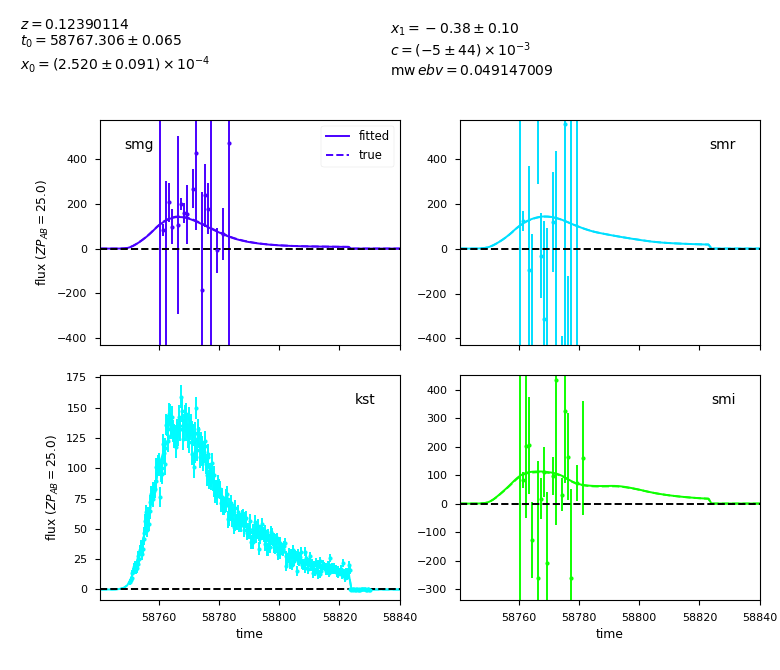 z = 0.12390114
t0 = 58767.306 ± 0.065
x0 = (2.520 ± 0.091) × 10^−4
x1 = −0.38 ± 0.10
c = (−5 ± 44) × 10^−3
mw ebv = 0.049147009
smg
fitted
true
400
200
0
−200
−400
flux (ZP_AB = 25.0)
smr
400
200
0
−200
−400
kst
175
150
125
100
75
50
25
0
flux (ZP_AB = 25.0)
58760 58780 58800 58820 58840
time
smi
400
300
200
100
0
−100
−200
−300
58760 58780 58800 58820 58840
time